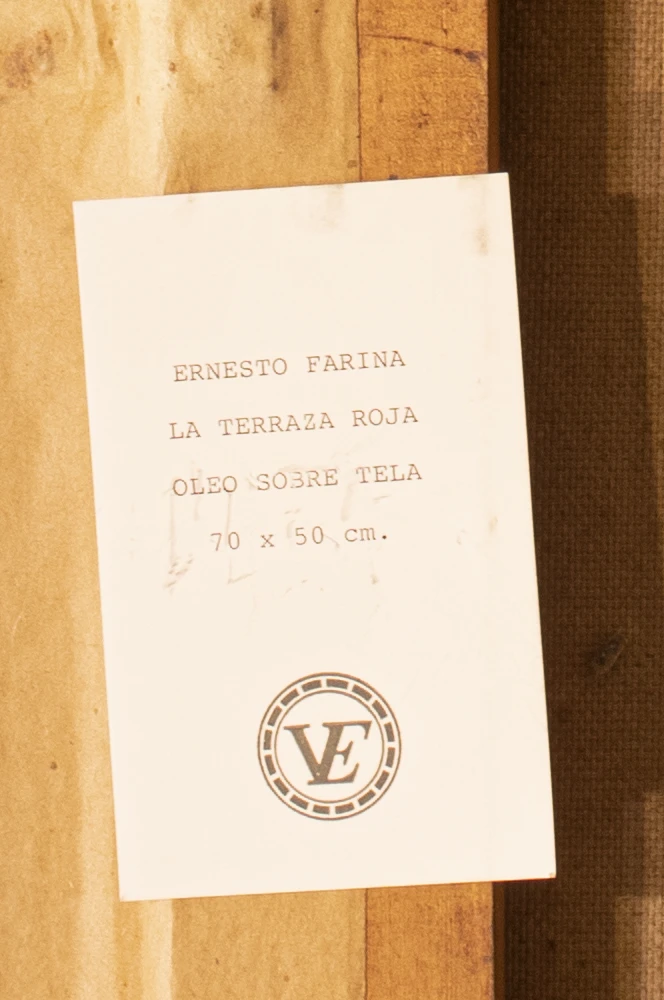 ERNESTO FARINA
LA TERRAZA ROJA
OLEO SOBRE TELA
70 x 50 cm.
VE